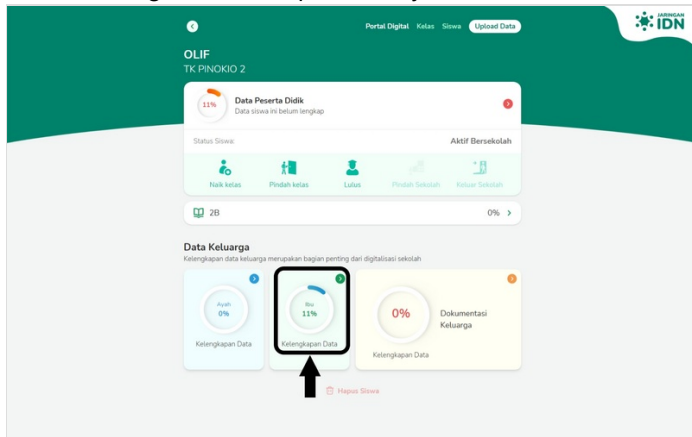 Portal Digital Kelas Siswa Upload Data
JARINGAN
IDN
OLIF
TK PINOKIO 2
11%
Data Peserta Didik
Data siswa ini belum lengkap
Status Siswa:
Aktif Bersekolah
Naik kelas
Pindah kelas
Lulus
Pindah Sekolah
Keluar Sekolah
2B
0%
Data Keluarga
Kelengkapan data keluarga merupakan bagian penting dari digitalisasi sekolah
Ayah
0%
Kelengkapan Data
Ibu
11%
Kelengkapan Data
0%
Kelengkapan Data
Dokumentasi
Keluarga
Hapus Siswa